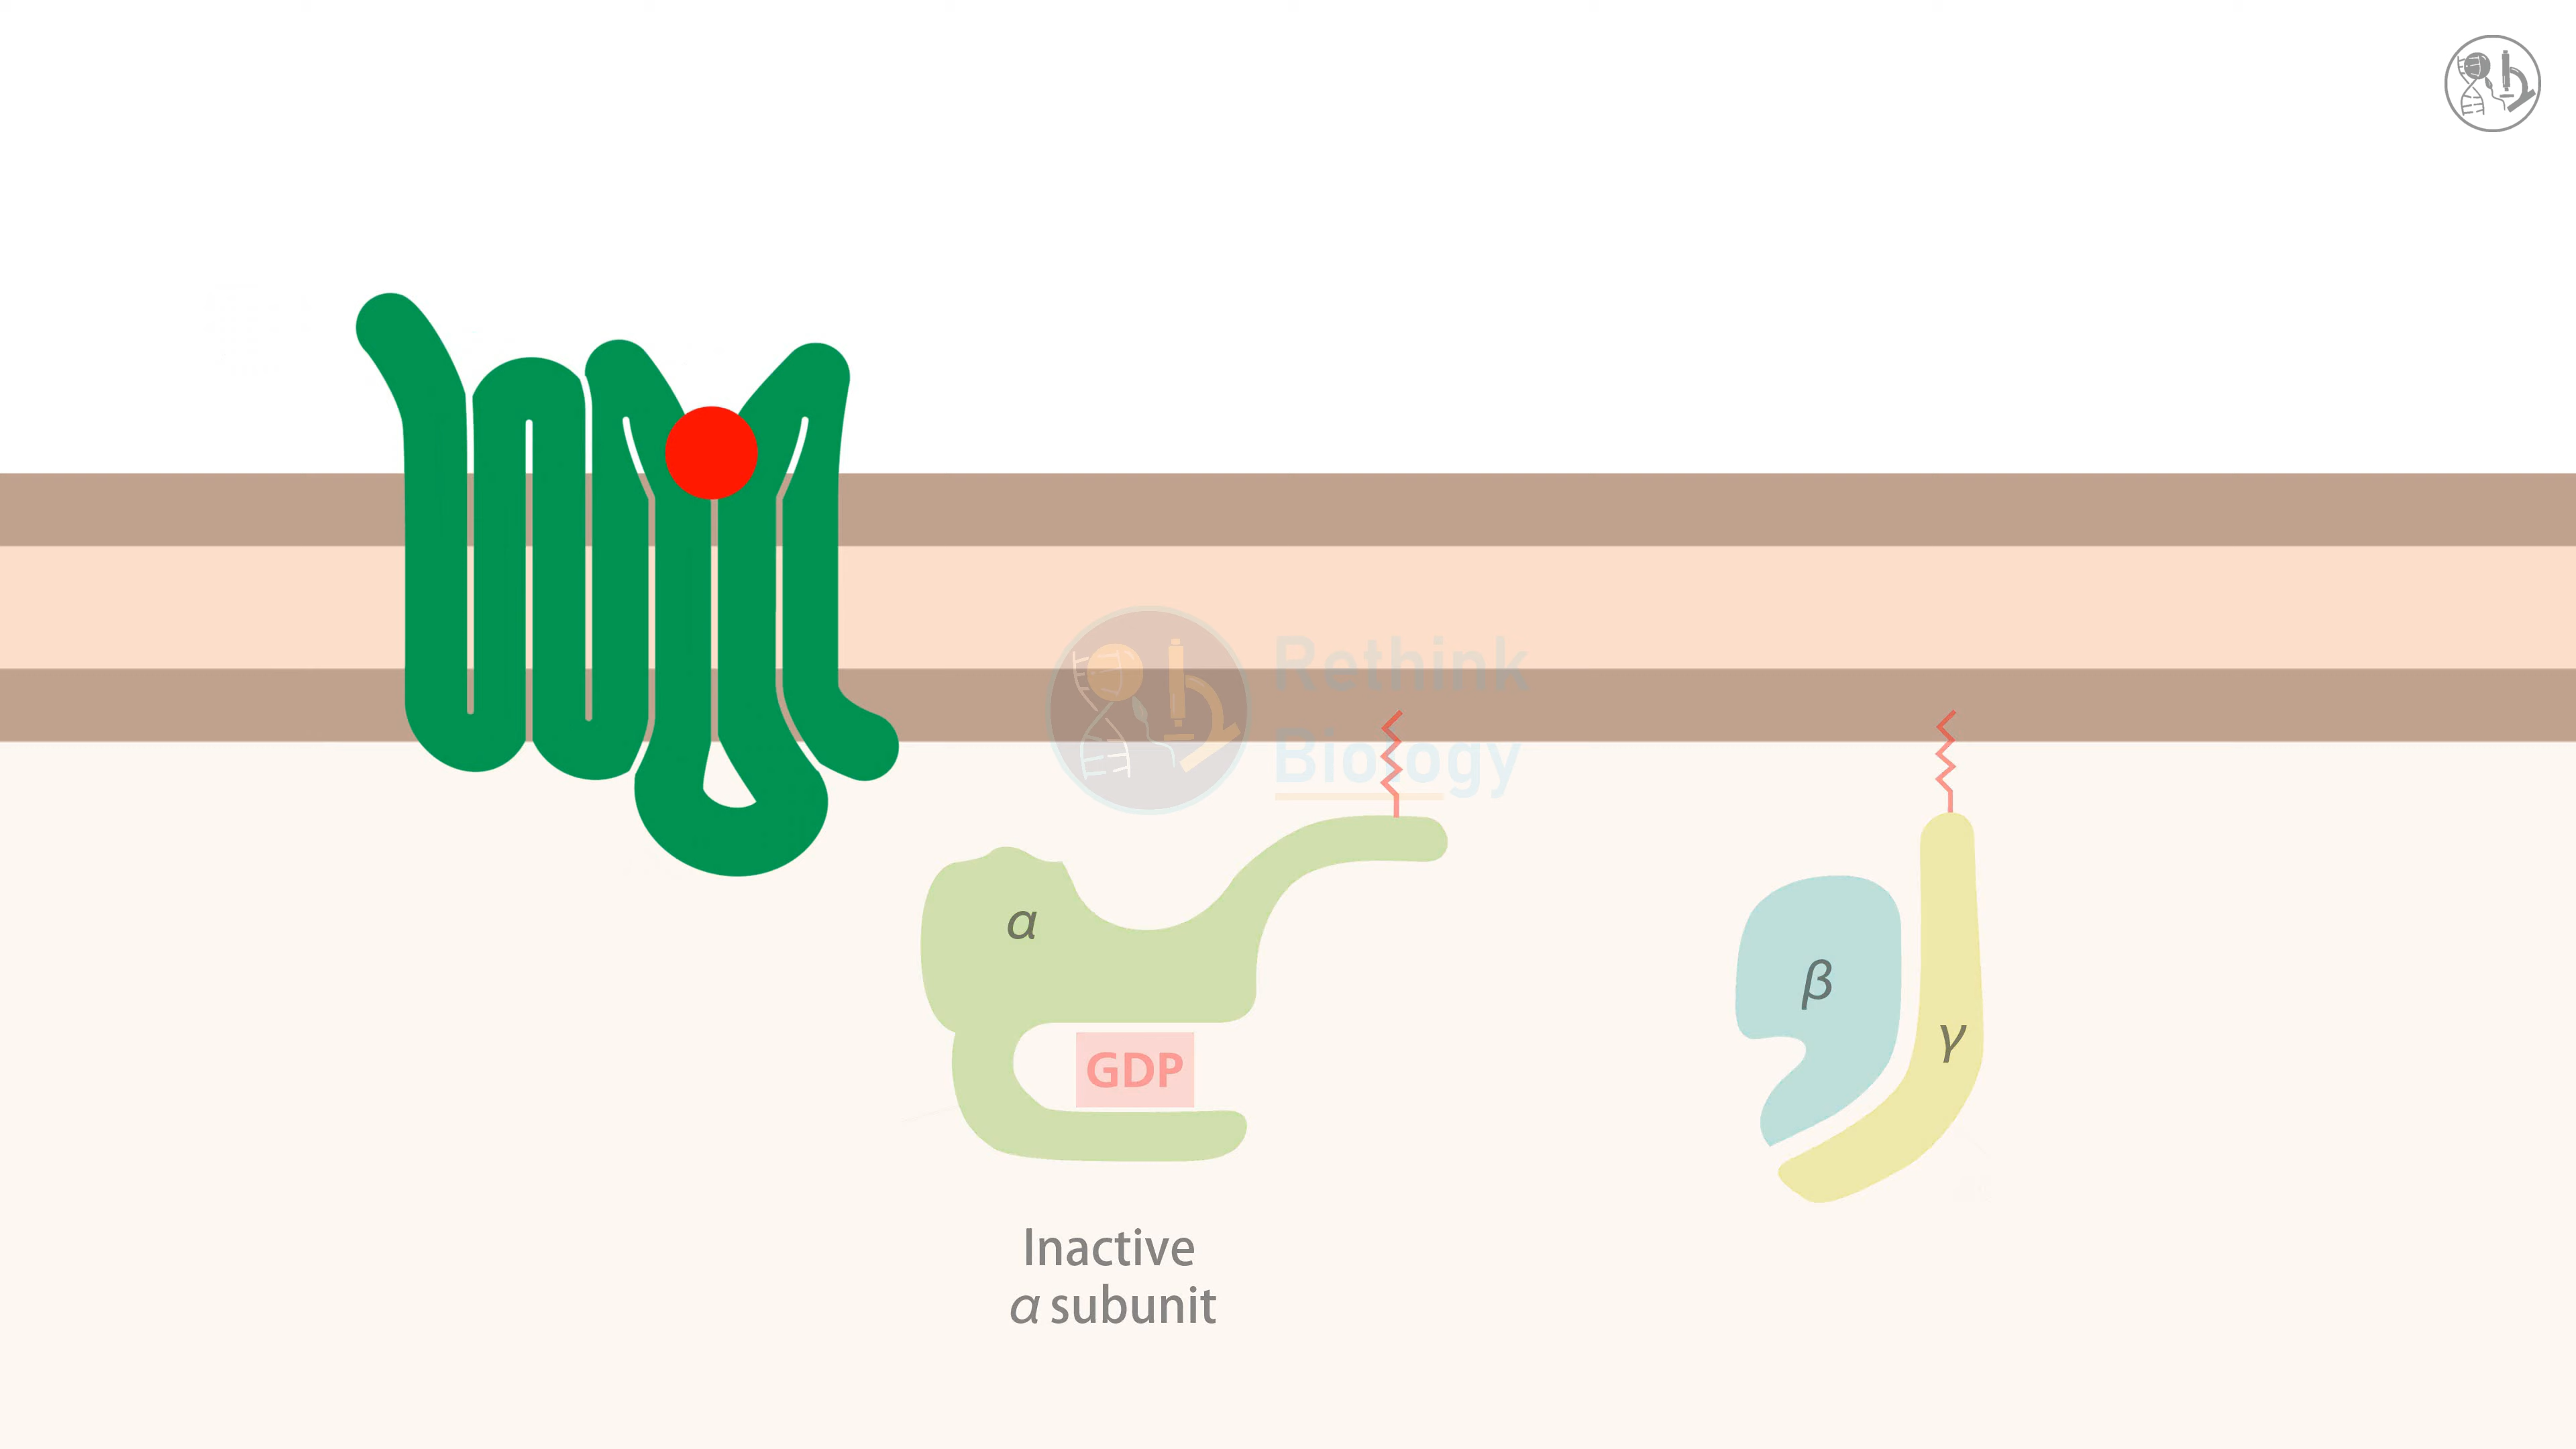 Rethink
Biology
α
β
γ
GDP
Inactive
α subunit